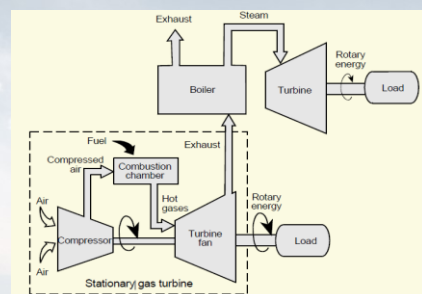 Exhaust
Steam
Boiler
Turbine
Rotary
energy
Load
Fuel
Exhaust
Compressed
air
Combustion
chamber
Hot
gases
Air
Compressor
Air
Turbine
fan
Rotary
energy
Load
Stationary gas turbine